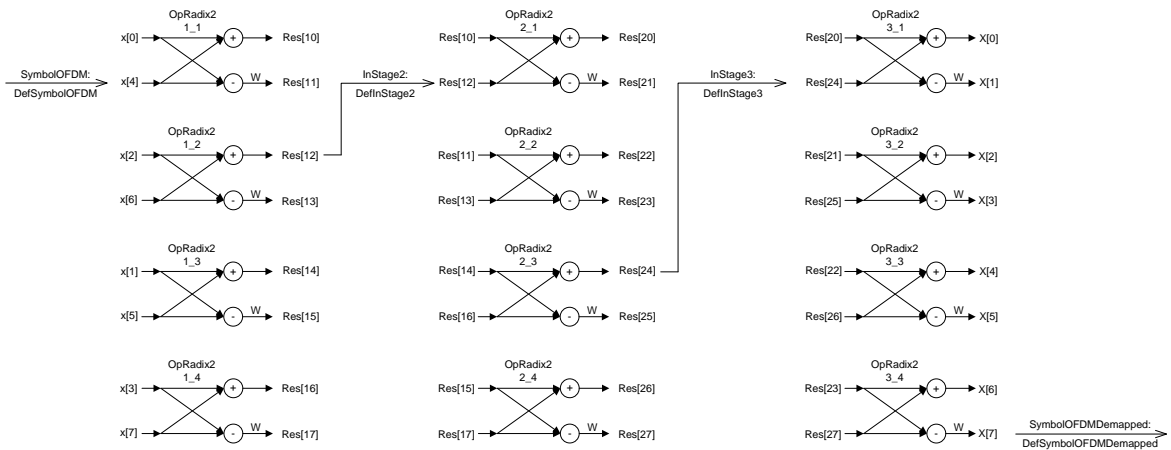 OpRadix2
1_1
x[0]
+
Res[10]
x[4]
-
W
Res[11]
SymbolOFDM:
DefSymbolOFDM
OpRadix2
1_2
x[2]
+
Res[12]
x[6]
-
W
Res[13]
OpRadix2
1_3
x[1]
+
Res[14]
x[5]
-
W
Res[15]
OpRadix2
1_4
x[3]
+
Res[16]
x[7]
-
W
Res[17]
InStage2:
DefInStage2
OpRadix2
2_1
Res[10]
+
Res[20]
Res[12]
-
W
Res[21]
OpRadix2
2_2
Res[11]
+
Res[22]
Res[13]
-
W
Res[23]
OpRadix2
2_3
Res[14]
+
Res[24]
Res[16]
-
W
Res[25]
OpRadix2
2_4
Res[15]
+
Res[26]
Res[17]
-
W
Res[27]
InStage3:
DefInStage3
OpRadix2
3_1
Res[20]
+
X[0]
Res[24]
-
W
X[1]
OpRadix2
3_2
Res[21]
+
X[2]
Res[25]
-
W
X[3]
OpRadix2
3_3
Res[22]
+
X[4]
Res[26]
-
W
X[5]
OpRadix2
3_4
Res[23]
+
X[6]
Res[27]
-
W
X[7]
SymbolOFDMDemapped:
DefSymbolOFDMDemapped